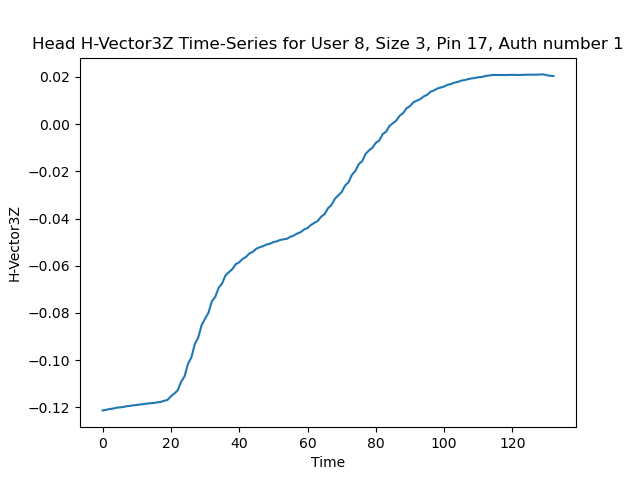 Head H-Vector3Z Time-Series for User 8, Size 3, Pin 17, Auth number 1
0.02
0.00
−0.02
−0.04
−0.06
−0.08
−0.10
−0.12
H-Vector3Z
0 20 40 60 80 100 120
Time